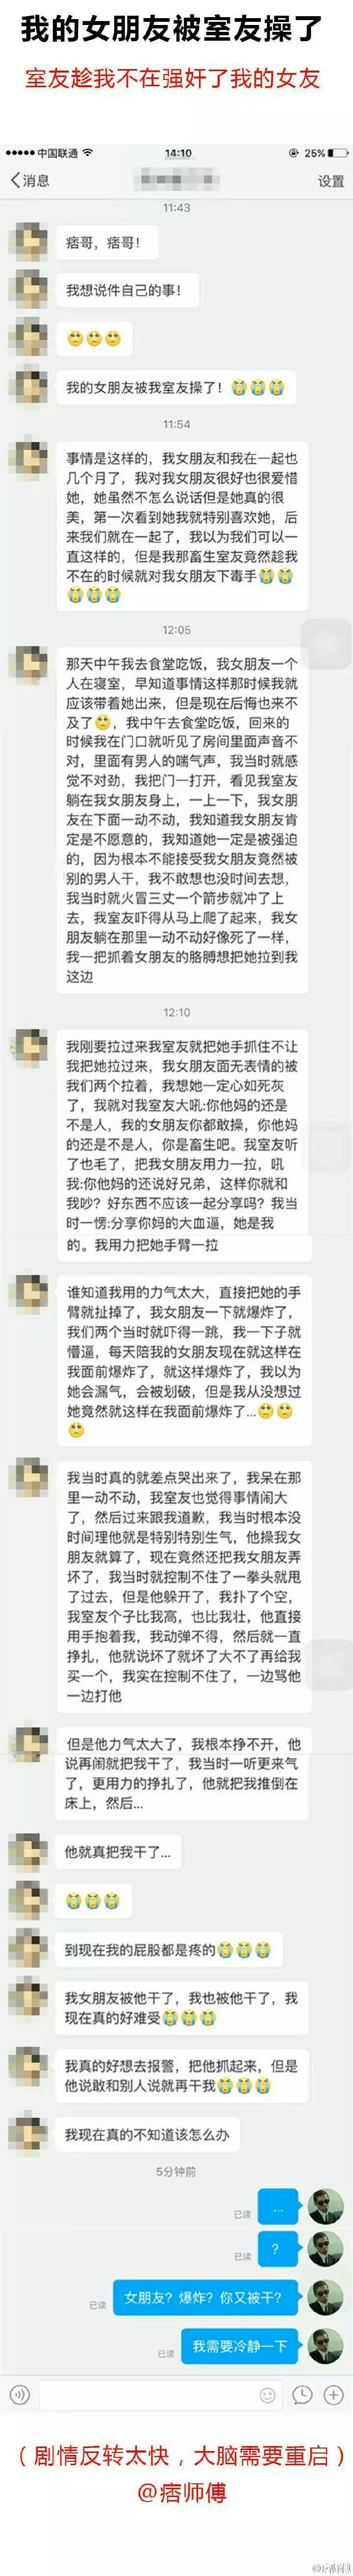 我的女朋友被室友操了
室友趁我不在强奸了我的女友
中国联通
14:10
25%
消息
设置
11:43
痞哥，痞哥！
我想说件自己的事！
我的女朋友被我室友操了！😭😭😭
11:54
事情是这样的，我女朋友和我在一起也
几个月了，我对我女朋友很好也很爱惜
她，她虽然不怎么说话但是她真的很
美，第一次看到她我就特别喜欢她，后
来我们就在一起了，我以为我们可以一
直这样的，但是我那畜生室友竟然趁我
不在的时候就对我女朋友下毒手😭😭
😭😭😭
12:05
那天中午我去食堂吃饭，我女朋友一个
人在寝室，早知道事情这样那时候我就
应该带着她出来，但是现在后悔也来不
及了，我中午去食堂吃饭，回来的
时候我在门口就听见了房间里面声音不
对，里面有男人的喘气声，我当时就感
觉不对劲，我把门一打开，看见我室友
躺在我女朋友身上，一上一下，我女朋
友在下面一动不动，我知道我女朋友肯
定是不愿意的，我知道她一定是被强迫
的，因为根本不能接受我女朋友竟然被
别的男人干，我不敢想也没时间去想，
我当时就火冒三丈一个箭步就冲了上
去，我室友吓得从马上爬了起来，我女
朋友躺在那里一动不动好像死了一样，
我一把抓着女朋友的胳膊想把她拉到我
这边
12:10
我刚要拉过来我室友就把她手抓住不让
我把她拉过来，我女朋友面无表情的被
我们两个拉着，我想她一定心如死灰
了，我就对我室友大吼:你他妈的还是
不是人，我的女朋友你都敢操，你他妈
的还是不是人，你是畜生吧。我室友听
了也毛了，把我女朋友用力一拉，吼
我:你他妈的还说好兄弟，这样你就和
我吵？好东西不应该一起分享吗？我当
时一愣:分享你妈的大血逼，她是我
的。我用力把她手臂一拉
谁知道我用的力气太大，直接把她的手
臂就扯掉了，我女朋友一下就爆炸了，
我们两个当时就吓得一跳，我一下子就
懵逼，每天陪我的女朋友现在就这样在
我面前爆炸了，就这样爆炸了，我以为
她会漏气，会被划破，但是我从没想过
她竟然就这样在我面前爆炸了...
我当时真的就差点哭出来了，我呆在那
里一动不动，我室友也觉得事情闹大
了，然后过来跟我道歉，我当时根本没
时间理他就是特别特别生气，他操我女
朋友就算了，现在竟然还把我女朋友弄
坏了，我当时就控制不住了一拳头就甩
了过去，但是他躲开了，我扑了个空，
我室友个子比我高，也比我壮，他直接
用手抱着我，我动弹不得，然后就一直
挣扎，他就说坏了就坏了大不了再给我
买一个，我实在控制不住了，一边骂他
一边打他
但是他力气太大了，我根本挣不开，他
说再闹就把我干了，我当时一听更来气
了，更用力的挣扎了，他就把我推倒在
床上，然后...
他就真把我干了...
😭😭😭
到现在我的屁股都是疼的😭😭😭
我女朋友被他干了，我也被他干了，我
现在真的好难受😭😭😭
我真的好想去报警，把他抓起来，但是
他说敢和别人说就再干我😭😭😭
我现在真的不知道该怎么办
5分钟前
已读
...
已读
？
已读
女朋友？爆炸？你又被干？
已读
我需要冷静一下
（剧情反转太快，大脑需要重启）
@痞师傅